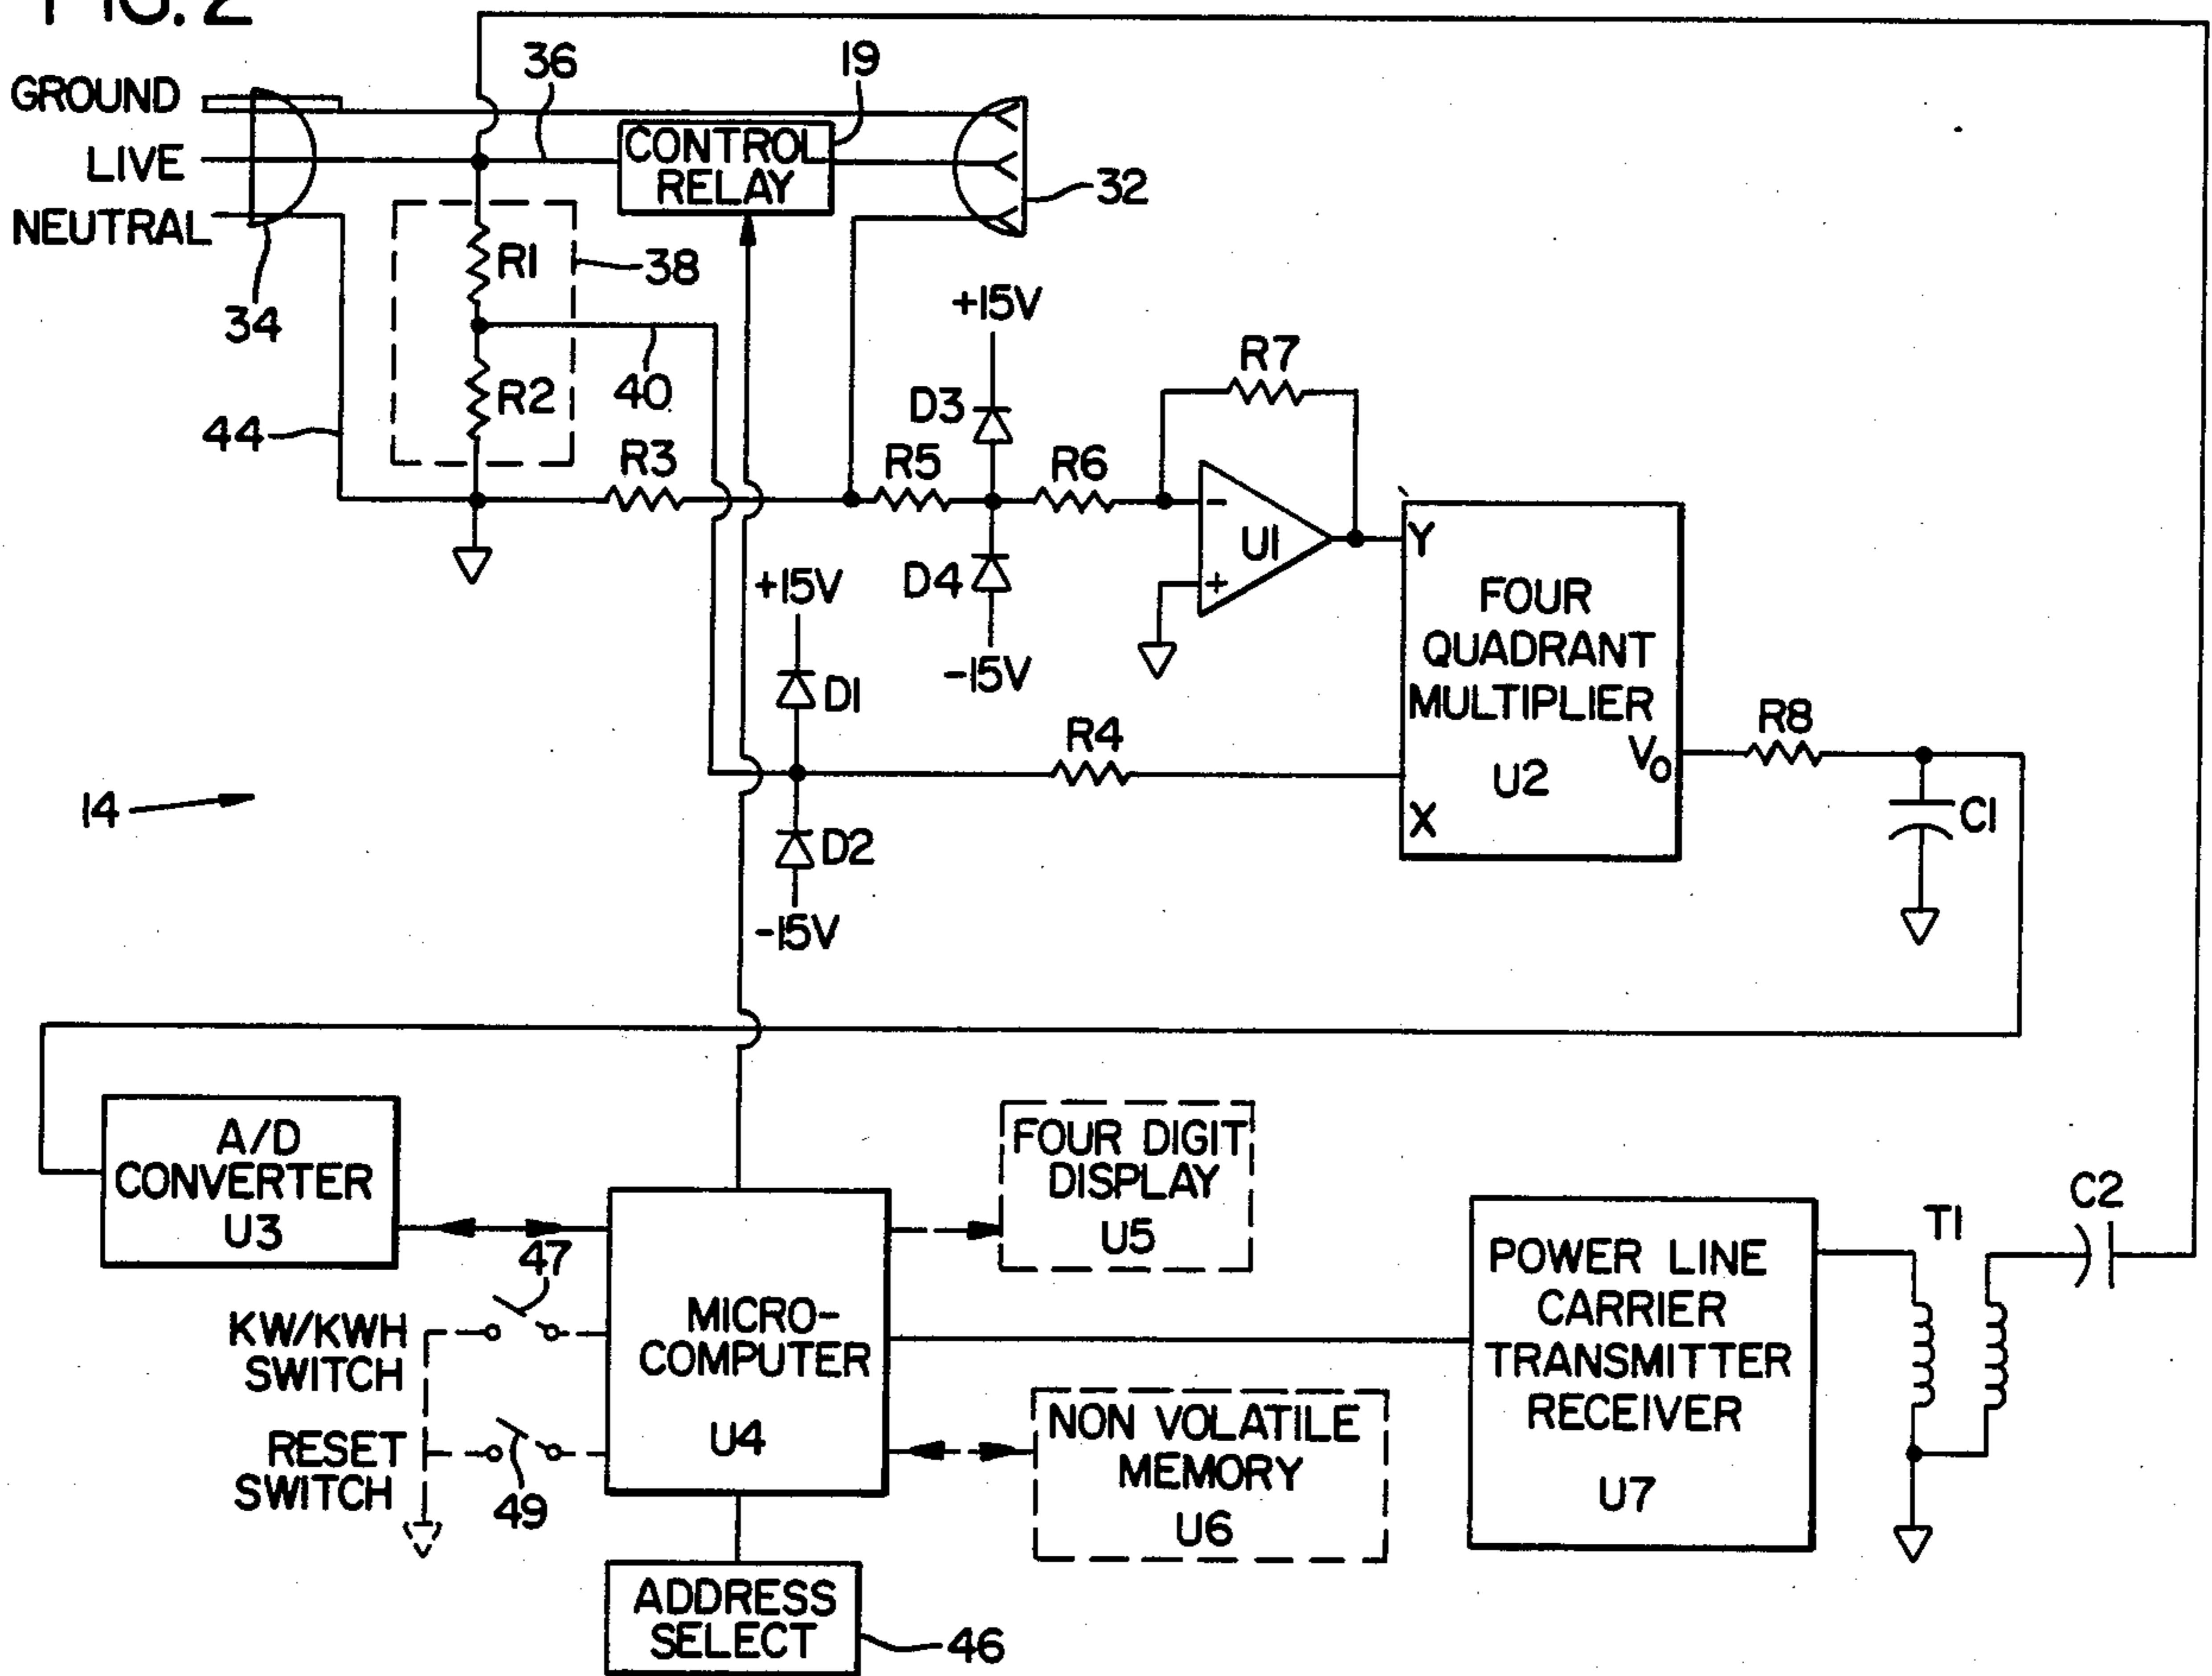 FIG. 2
GROUND
LIVE
NEUTRAL
34
36
19
CONTROL
RELAY
32
R1
38
R2
40
44
R3
R5
D3
+15V
R6
R7
D4
-15V
U1
-
+
Y
FOUR
QUADRANT
MULTIPLIER
U2
X
Vo
R8
C1
+15V
D1
D2
-15V
R4
14
A/D
CONVERTER
U3
47
KW/KWH
SWITCH
RESET
SWITCH
49
MICRO-
COMPUTER
U4
ADDRESS
SELECT
46
FOUR DIGIT
DISPLAY
U5
NON VOLATILE
MEMORY
U6
POWER LINE
CARRIER
TRANSMITTER
RECEIVER
U7
T1
C2